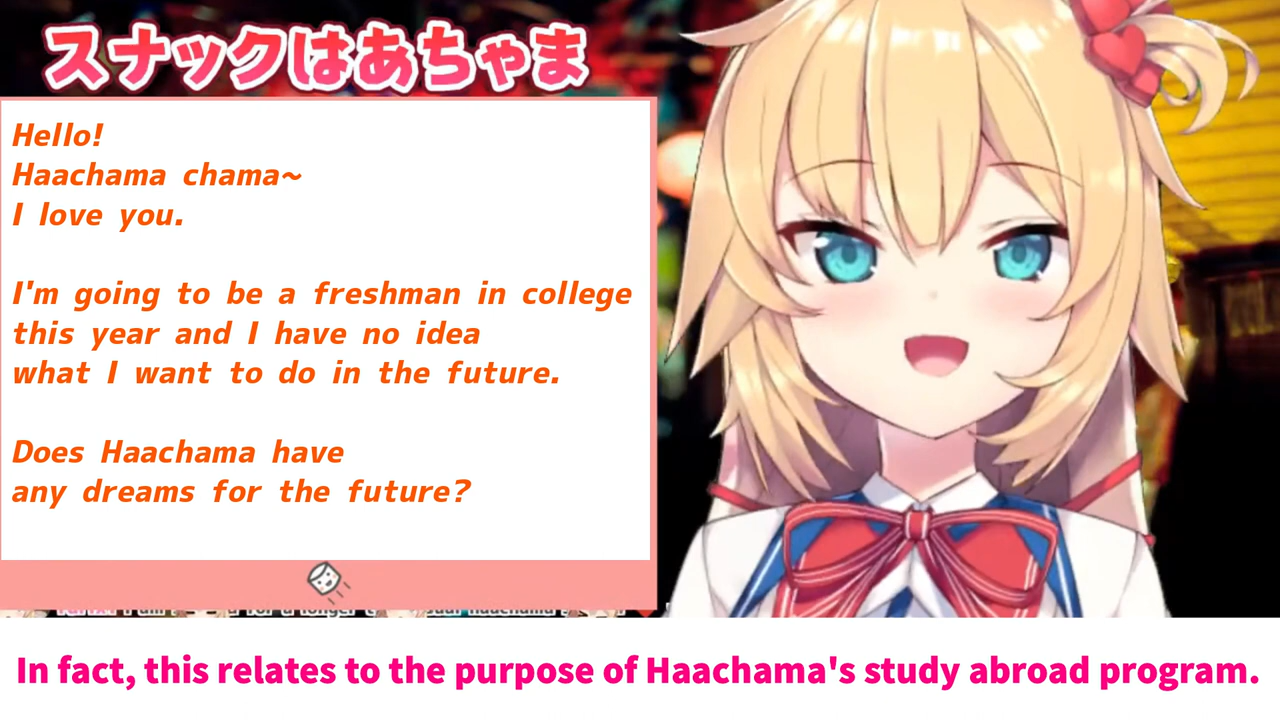 スナックはあちゃま
Hello!
Haachama chama~
I love you.
I'm going to be a freshman in college
this year and I have no idea
what I want to do in the future.
Does Haachama have
any dreams for the future?
In fact, this relates to the purpose of Haachama's study abroad program.